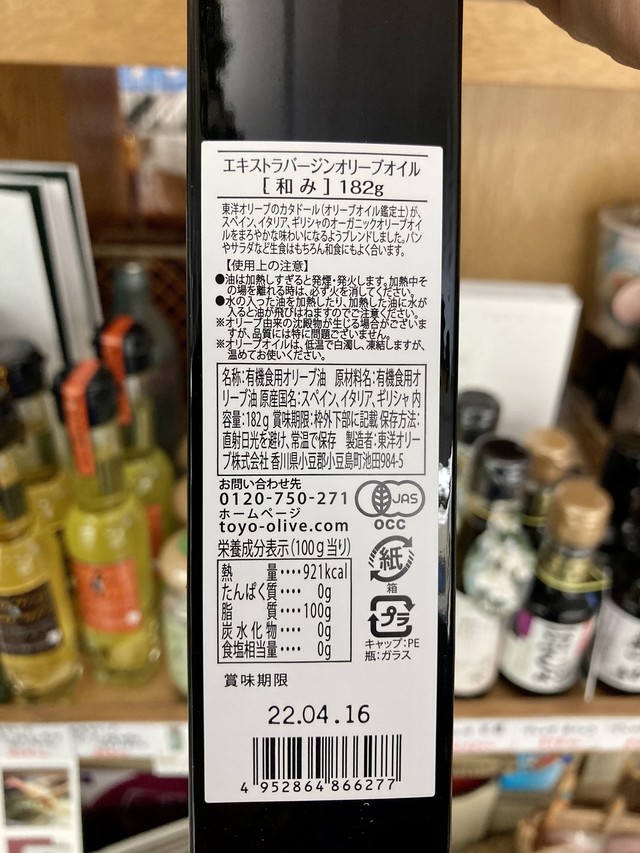 エキストラバージンオリーブオイル
[ 和み ] 182g
東洋オリーブのカタドール(オリーブオイル鑑定士)が、
スペイン、イタリア、ギリシャのオーガニックオリーブオイ
ルをまろやかな味わいになるようブレンドしました。パン
やサラダなど生食はもちろん和食にもよく合います。
【使用上の注意】
●油は加熱しすぎると発煙・発火します。加熱中そ
の場を離れる時は、必ず火を消してください。
●水の入った油を加熱したり、加熱した油に水が
入ると油が飛びはねますのでご注意ください。
※オリーブ由来の沈殿物が生じる場合がございま
すが、品質には特に問題ございません。
※オリーブオイルは、低温で白濁し、凍結しますが、
温めてお使いください。
名称:有機食用オリーブ油 原材料名:有機食用オ
リーブ油 原産国名:スペイン、イタリア、ギリシャ 内
容量:182g 賞味期限:枠外下部に記載 保存方法:
直射日光を避け、常温で保存 製造者:東洋オリー
ブ株式会社 香川県小豆郡小豆島町池田984-5
お問い合わせ先
0120-750-271
ホームページ
toyo-olive.com
JAS
OCC
栄養成分表示(100g当り)
熱量････921kcal
たんぱく質････0g
脂質････100g
炭水化物････0g
食塩相当量････0g
紙
箱
プラ
キャップ:PE
瓶:ガラス
賞味期限
22.04.16
4 952864 866277